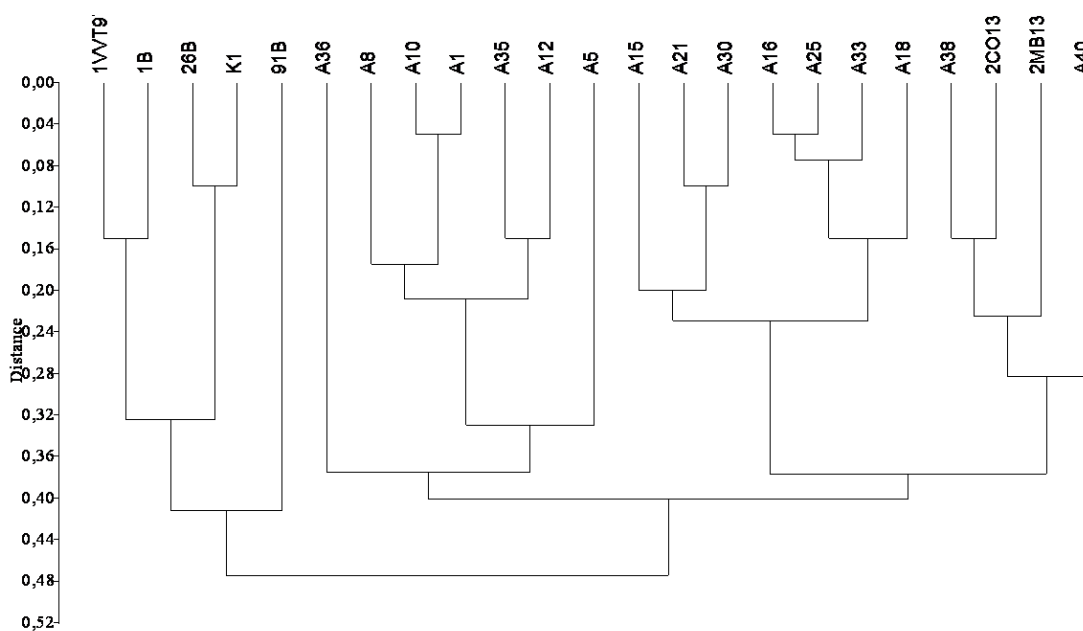 1VVT9'
1B
26B
K1
91B
A36
A8
A10
A1
A35
A12
A5
A15
A21
A30
A16
A25
A33
A18
A38
2CO13
2MB13
A40
0,00
0,04
0,08
0,12
0,16
0,20
0,24
0,28
0,32
0,36
0,40
0,44
0,48
0,52
Distance